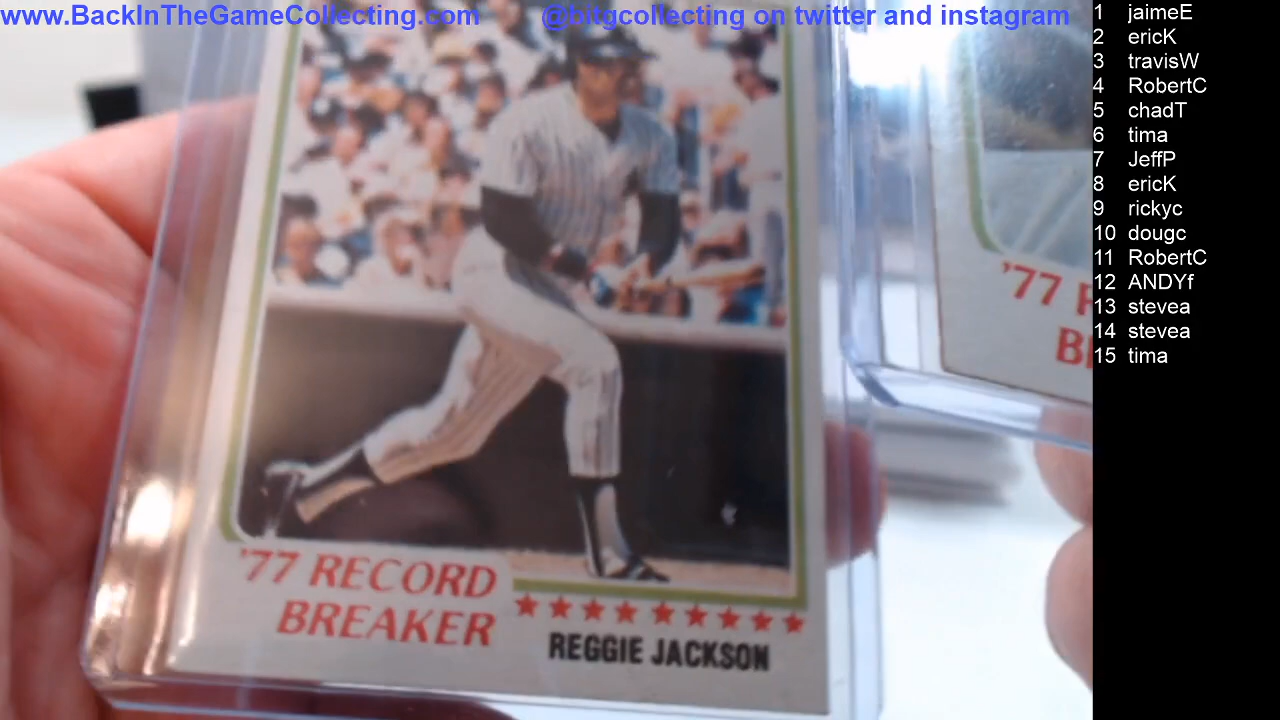 www.BackInTheGameCollecting.com @bitgcollecting on twitter and instagram
'77 RECORD
BREAKER
REGGIE JACKSON
'77
1 jaimeE
2 ericK
3 travisW
4 RobertC
5 chadT
6 tima
7 JeffP
8 ericK
9 rickyc
10 dougc
11 RobertC
12 ANDYf
13 stevea
14 stevea
15 tima